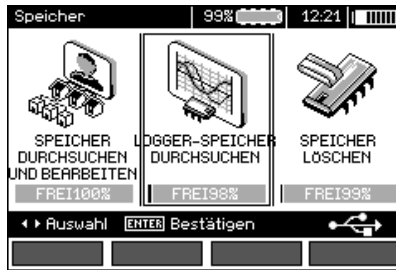 Speicher 99% 12:21
SPEICHER
DURCHSUCHEN
UND BEARBEITEN
FREI100%
LOGGER-SPEICHER
DURCHSUCHEN
FREI98%
SPEICHER
LÖSCHEN
FREI99%
Auswahl ENTER Bestätigen